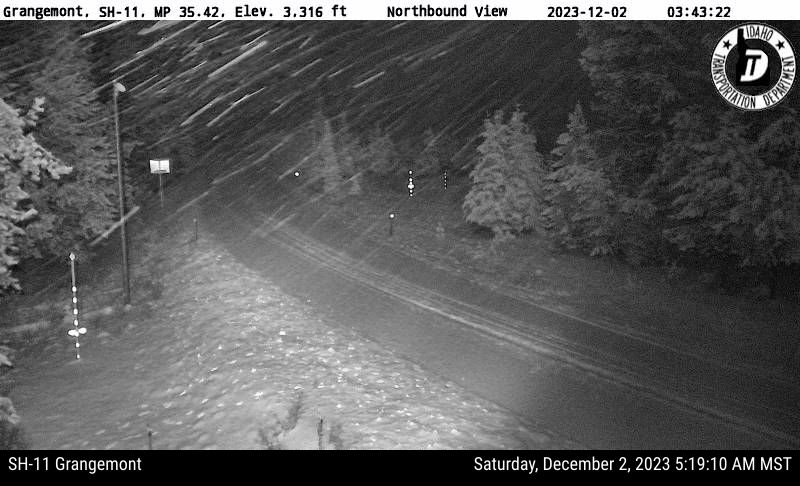 Grangemont, SH-11, MP 35.42, Elev. 3,316 ft Northbound View 2023-12-02 03:43:22
IDAHO
TRANSPORTATION DEPARTMENT
SH-11 Grangemont Saturday, December 2, 2023 5:19:10 AM MST